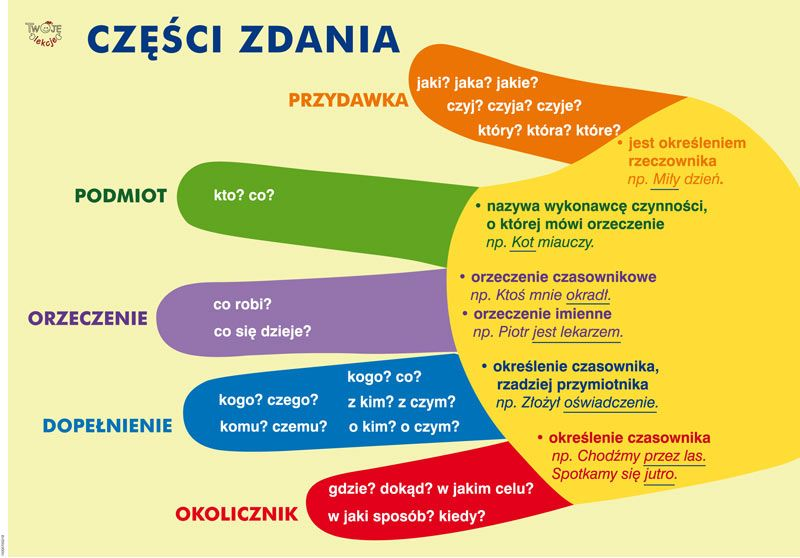 TWOJE
lekcje
CZĘŚCI ZDANIA
PRZYDAWKA
jaki? jaka? jakie?
czyj? czyja? czyje?
który? która? które?
• jest określeniem
rzeczownika
np. Miły dzień.
PODMIOT
kto? co?
• nazywa wykonawcę czynności,
o której mówi orzeczenie
np. Kot miauczy.
ORZECZENIE
co robi?
co się dzieje?
• orzeczenie czasownikowe
np. Ktoś mnie okradł.
• orzeczenie imienne
np. Piotr jest lekarzem.
DOPEŁNIENIE
kogo? co?
kogo? czego? z kim? z czym?
komu? czemu? o kim? o czym?
• określenie czasownika,
rzadziej przymiotnika
np. Złożył oświadczenie.
OKOLICZNIK
gdzie? dokąd? w jakim celu?
w jaki sposób? kiedy?
• określenie czasownika
np. Chodźmy przez las.
Spotkamy się jutro.